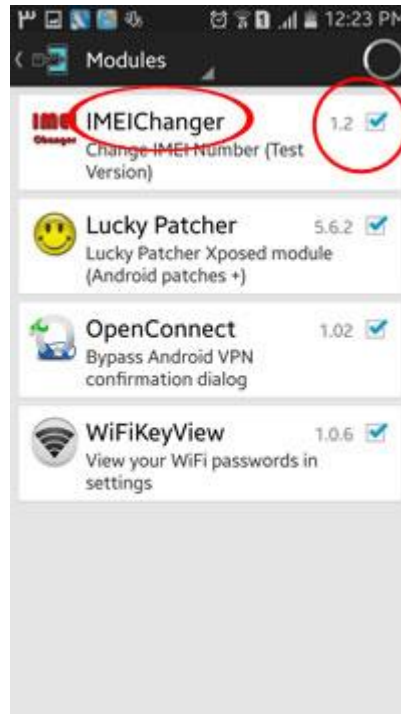 12:23 PM
Modules
IMEI
Changer
IMEIChanger
1.2
Change IMEI Number (Test
Version)
Lucky Patcher
5.6.2
Lucky Patcher Xposed module
(Android patches +)
OpenConnect
1.02
Bypass Android VPN
confirmation dialog
WiFiKeyView
1.0.6
View your WiFi passwords in
settings